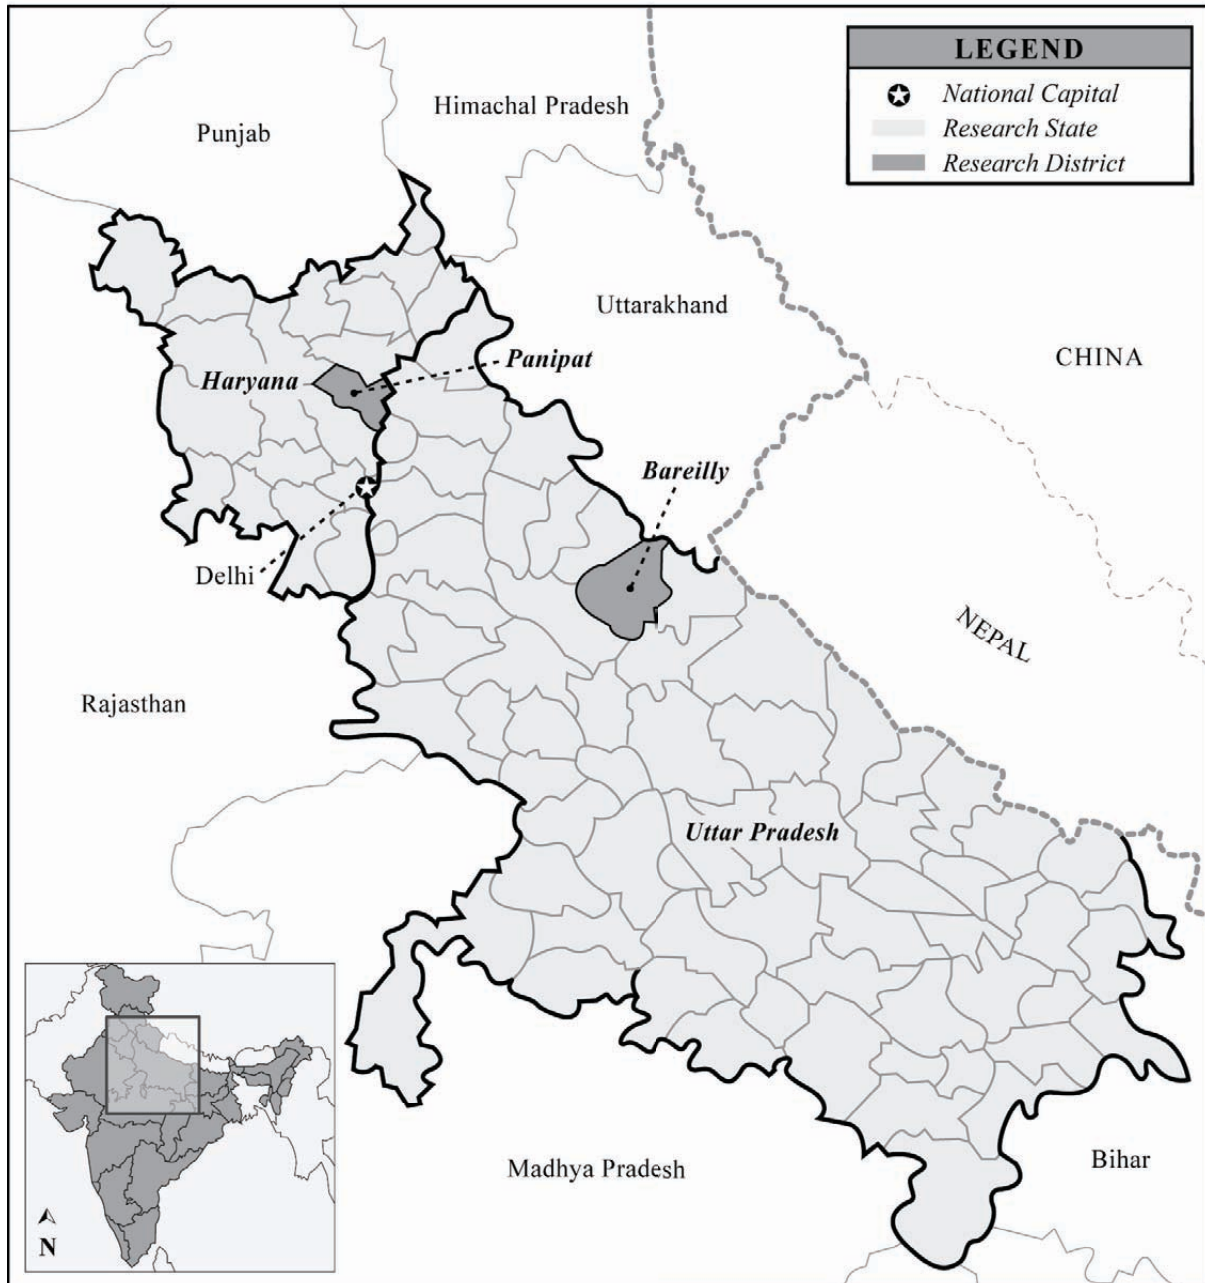 LEGEND
National Capital
Research State
Research District
Himachal Pradesh
Punjab
Uttarakhand
CHINA
Panipat
Haryana
Bareilly
Delhi
NEPAL
Rajasthan
Uttar Pradesh
Madhya Pradesh
Bihar
N